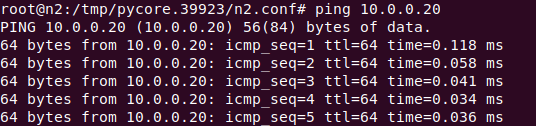 root@n2:/tmp/pycore.39923/n2.conf# ping 10.0.0.20
PING 10.0.0.20 (10.0.0.20) 56(84) bytes of data.
64 bytes from 10.0.0.20: icmp_seq=1 ttl=64 time=0.118 ms
64 bytes from 10.0.0.20: icmp_seq=2 ttl=64 time=0.058 ms
64 bytes from 10.0.0.20: icmp_seq=3 ttl=64 time=0.041 ms
64 bytes from 10.0.0.20: icmp_seq=4 ttl=64 time=0.034 ms
64 bytes from 10.0.0.20: icmp_seq=5 ttl=64 time=0.036 ms